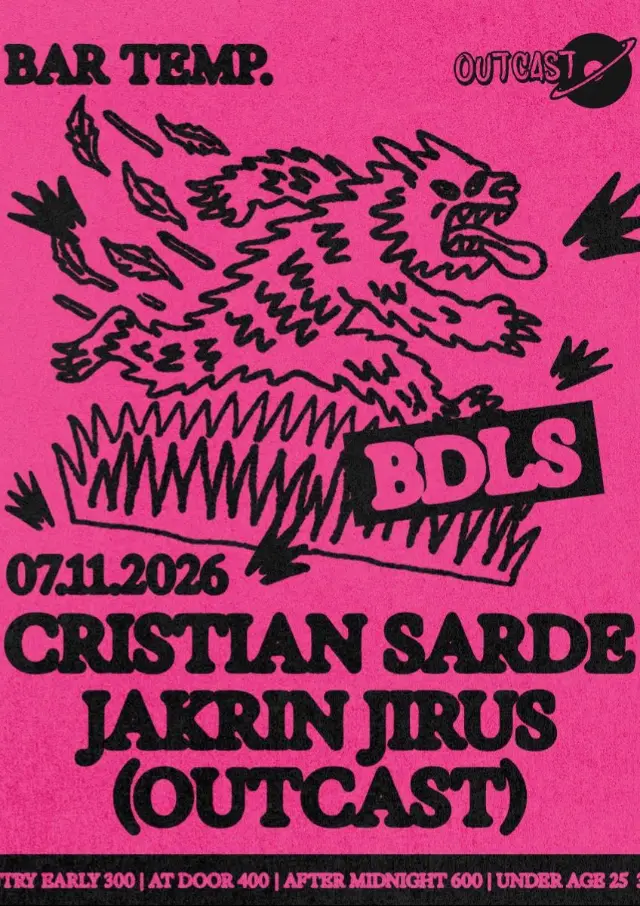 BAR TEMP.
OUTCAST
BDLS
07.11.2026
CRISTIAN SARDE
JAKRIN JIRUS
(OUTCAST)
TRY EARLY 300 | AT DOOR 400 | AFTER MIDNIGHT 600 | UNDER AGE 25